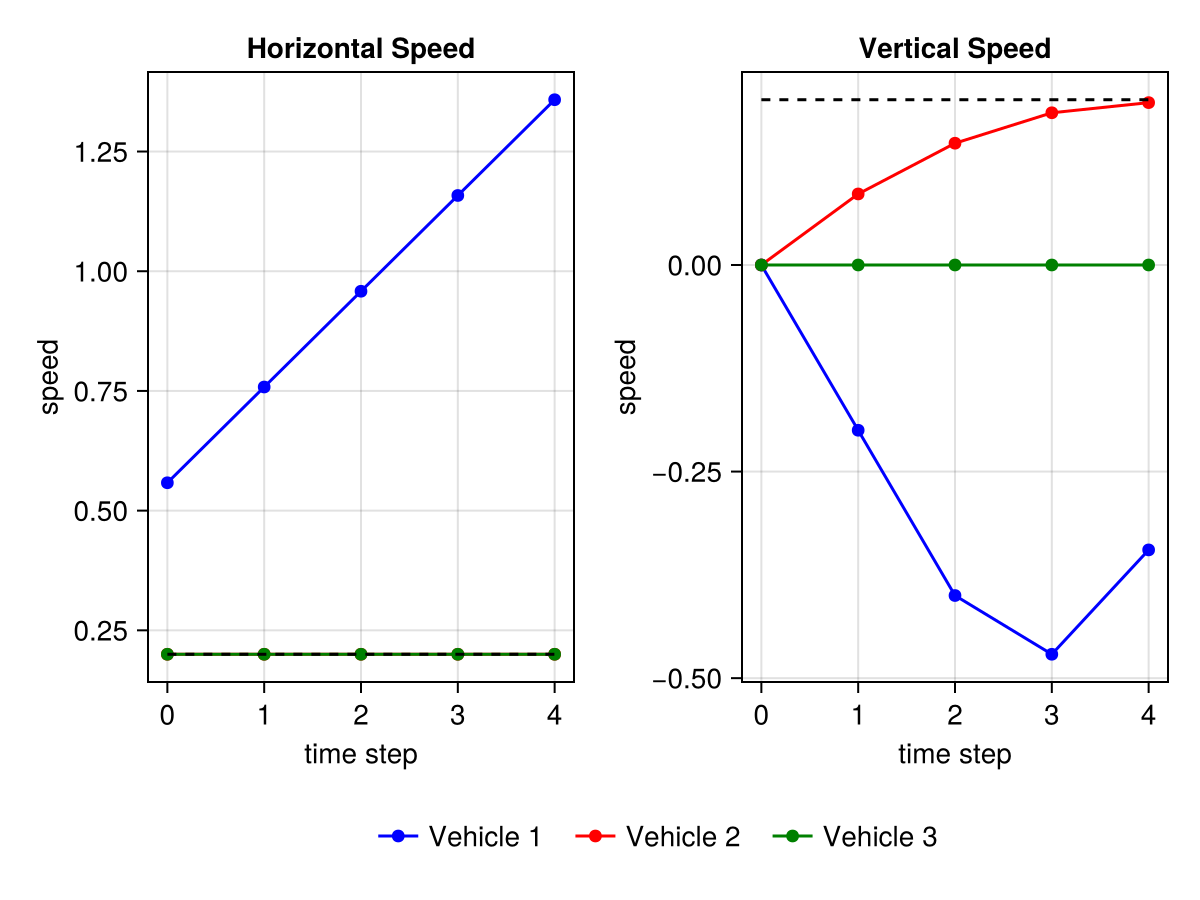 Horizontal Speed
speed
1.25
1.00
0.75
0.50
0.25
0 1 2 3 4
time step
Vertical Speed
speed
0.00
−0.25
−0.50
0 1 2 3 4
time step
Vehicle 1 Vehicle 2 Vehicle 3